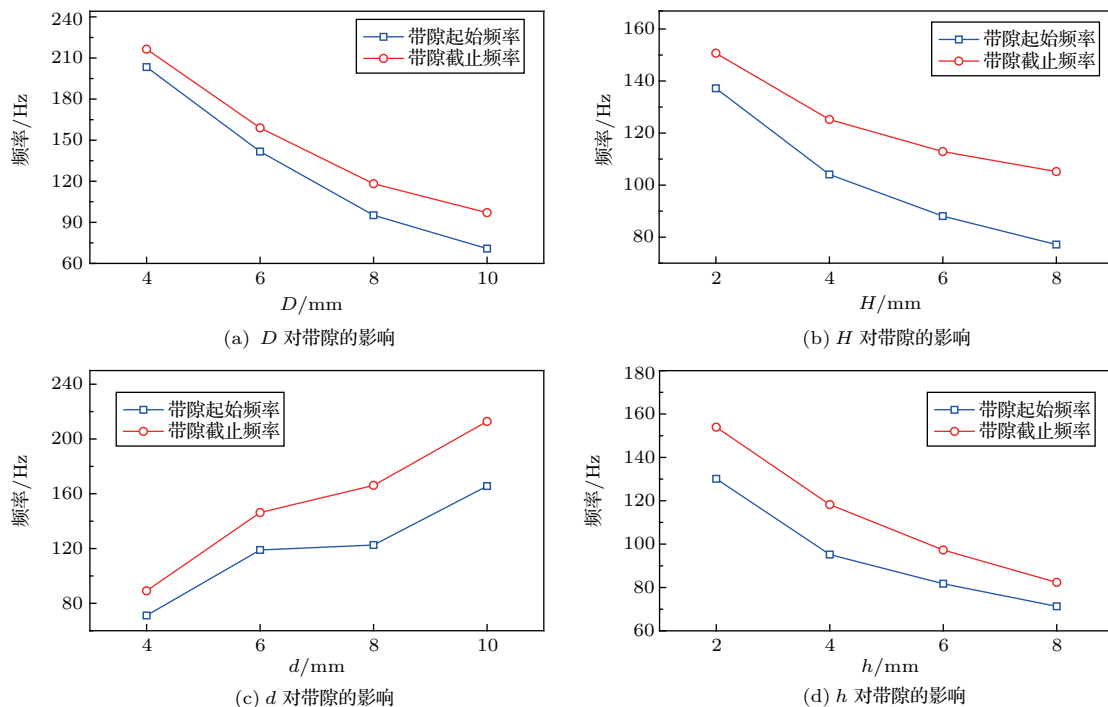 240
210
180
150
120
90
60
频率/Hz
带隙起始频率
带隙截止频率
4 6 8 10
D/mm
(a) D 对带隙的影响
160
140
120
100
80
频率/Hz
带隙起始频率
带隙截止频率
2 4 6 8
H/mm
(b) H 对带隙的影响
240
200
160
120
80
频率/Hz
带隙起始频率
带隙截止频率
4 6 8 10
d/mm
(c) d 对带隙的影响
180
160
140
120
100
80
60
频率/Hz
带隙起始频率
带隙截止频率
2 4 6 8
h/mm
(d) h 对带隙的影响